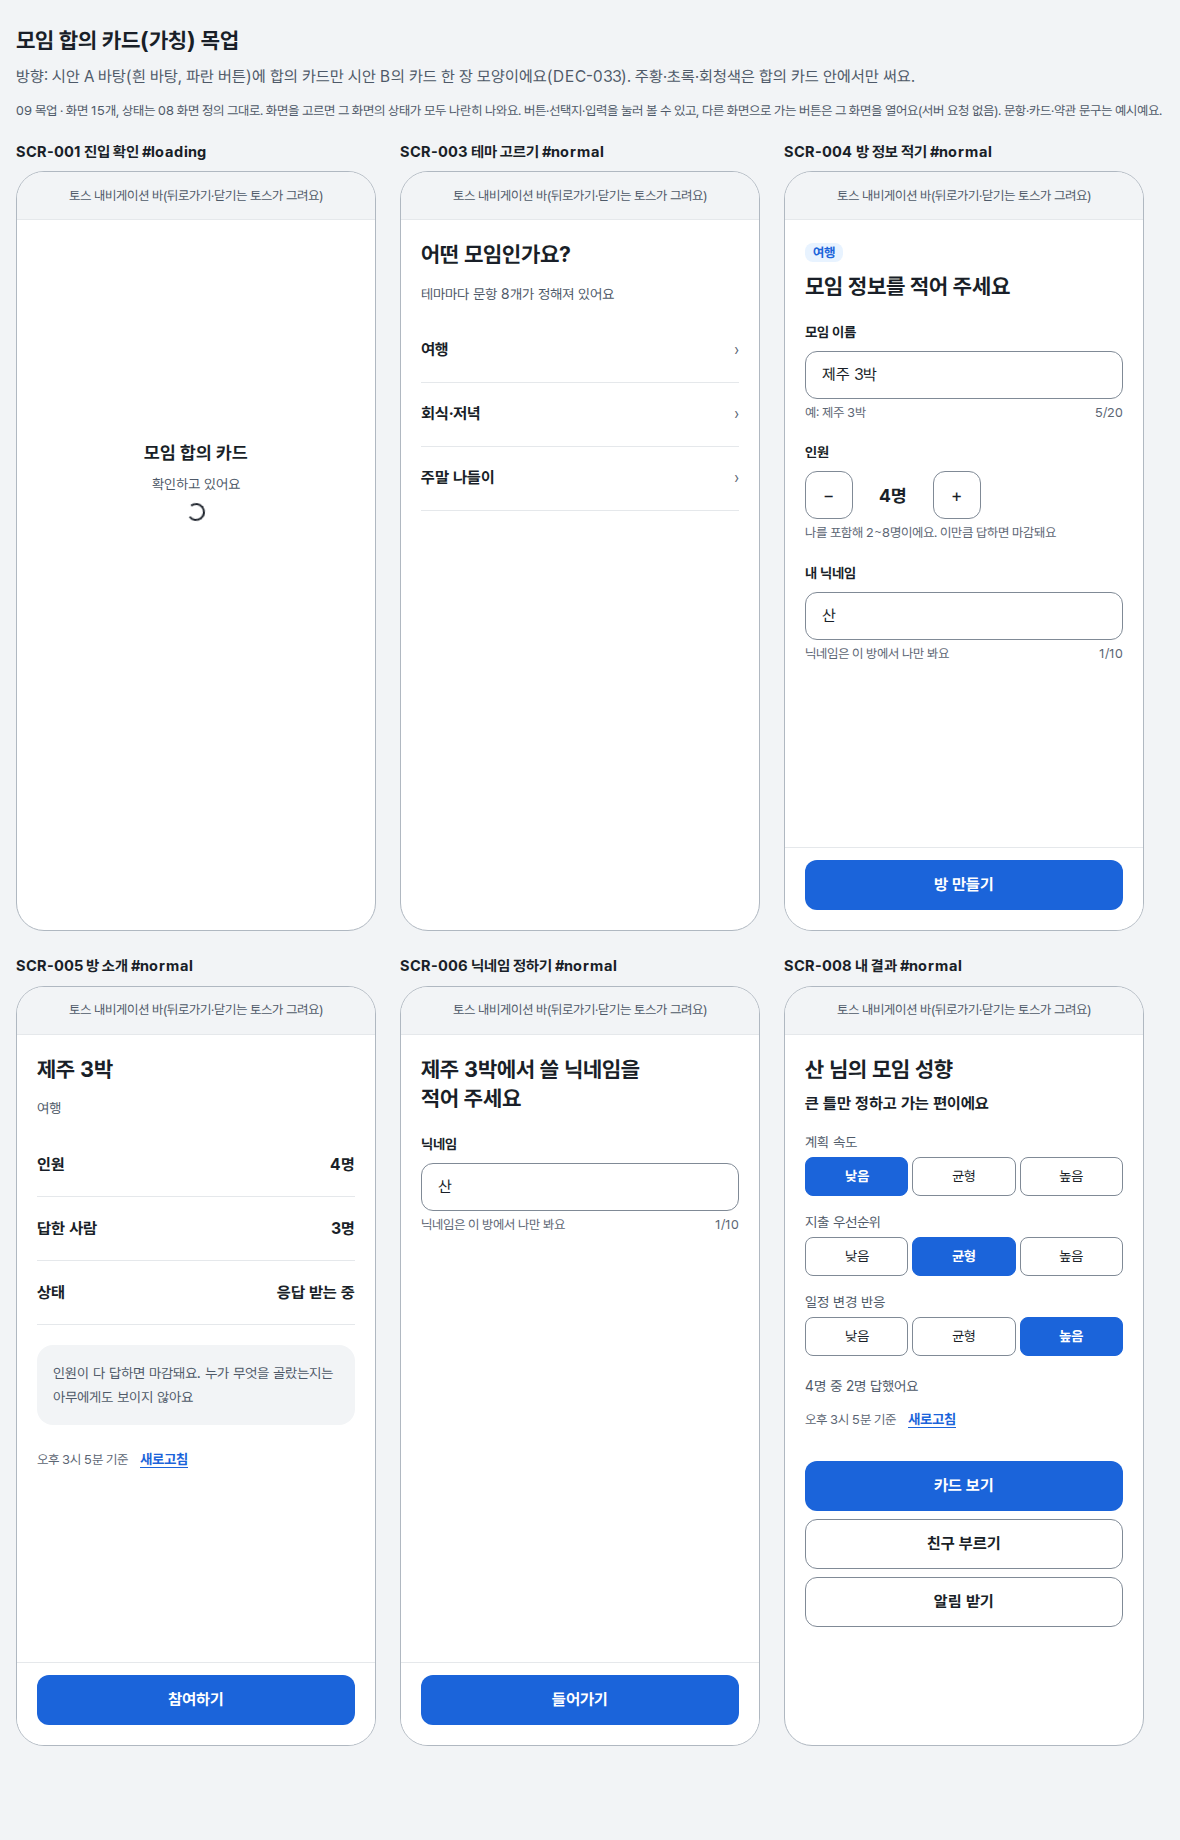 모임 합의 카드(가칭) 목업
방향: 시안 A 바탕(흰 바탕, 파란 버튼)에 합의 카드만 시안 B의 카드 한 장 모양이에요(DEC-033). 주황·초록·회청색은 합의 카드 안에서만 써요.
09 목업 · 화면 15개, 상태는 08 화면 정의 그대로. 화면을 고르면 그 화면의 상태가 모두 나란히 나와요. 버튼·선택지·입력을 눌러 볼 수 있고, 다른 화면으로 가는 버튼은 그 화면을 열어요(서버 요청 없음). 문항·카드·약관 문구는 예시예요.
SCR-001 진입 확인 #loading
토스 내비게이션 바(뒤로가기·닫기는 토스가 그려요)
모임 합의 카드
확인하고 있어요
SCR-003 테마 고르기 #normal
토스 내비게이션 바(뒤로가기·닫기는 토스가 그려요)
어떤 모임인가요?
테마마다 문항 8개가 정해져 있어요
여행 ›
회식·저녁 ›
주말 나들이 ›
SCR-004 방 정보 적기 #normal
토스 내비게이션 바(뒤로가기·닫기는 토스가 그려요)
여행
모임 정보를 적어 주세요
모임 이름
제주 3박
예: 제주 3박 5/20
인원
− 4명 +
나를 포함해 2~8명이에요. 이만큼 답하면 마감돼요
내 닉네임
산
닉네임은 이 방에서 나만 봐요 1/10
방 만들기
SCR-005 방 소개 #normal
토스 내비게이션 바(뒤로가기·닫기는 토스가 그려요)
제주 3박
여행
인원 4명
답한 사람 3명
상태 응답 받는 중
인원이 다 답하면 마감돼요. 누가 무엇을 골랐는지는
아무에게도 보이지 않아요
오후 3시 5분 기준 새로고침
참여하기
SCR-006 닉네임 정하기 #normal
토스 내비게이션 바(뒤로가기·닫기는 토스가 그려요)
제주 3박에서 쓸 닉네임을
적어 주세요
닉네임
산
닉네임은 이 방에서 나만 봐요 1/10
들어가기
SCR-008 내 결과 #normal
토스 내비게이션 바(뒤로가기·닫기는 토스가 그려요)
산 님의 모임 성향
큰 틀만 정하고 가는 편이에요
계획 속도
낮음 균형 높음
지출 우선순위
낮음 균형 높음
일정 변경 반응
낮음 균형 높음
4명 중 2명 답했어요
오후 3시 5분 기준 새로고침
카드 보기
친구 부르기
알림 받기